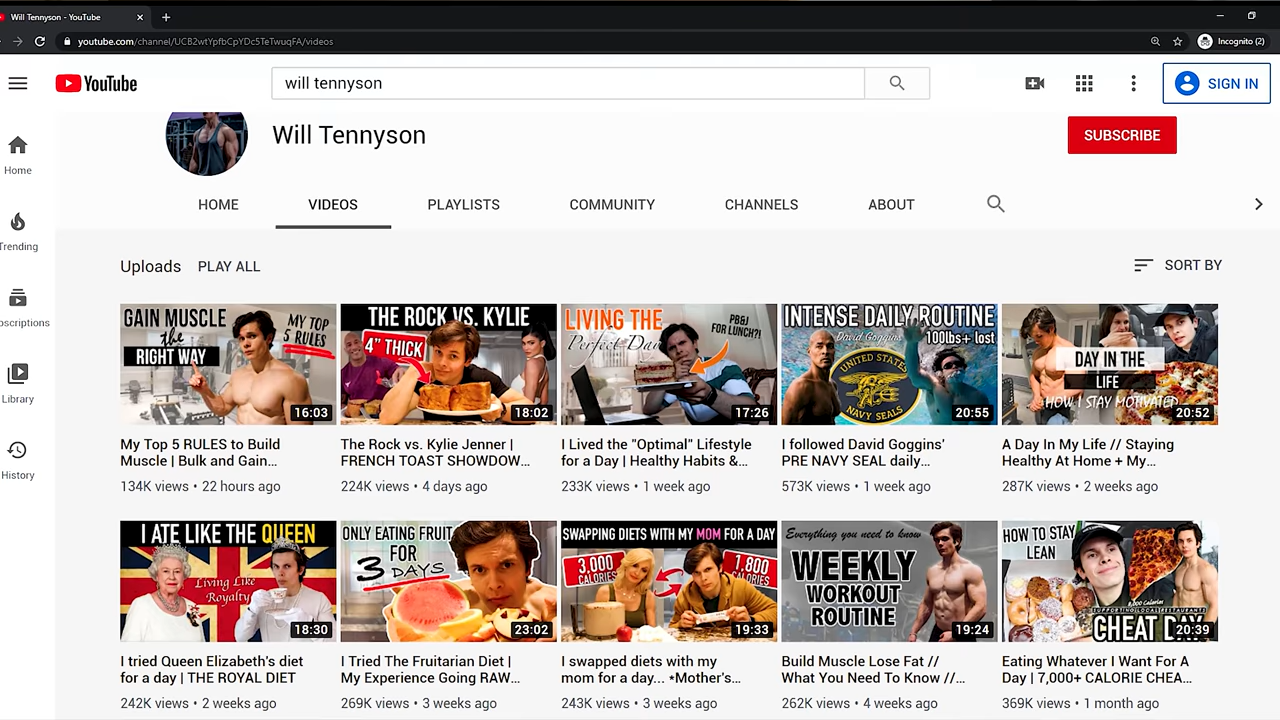 Will Tennyson - YouTube
youtube.com/channel/UCB2wtYpfbCpYDc5TeTwuqFA/videos
Incognito (2)
YouTube
will tennyson
SIGN IN
Will Tennyson
SUBSCRIBE
HOME
VIDEOS
PLAYLISTS
COMMUNITY
CHANNELS
ABOUT
Home
Trending
bscriptions
Library
History
Uploads
PLAY ALL
SORT BY
GAIN MUSCLE
the
RIGHT WAY
MY TOP
5 RULES
16:03
My Top 5 RULES to Build
Muscle | Bulk and Gain...
134K views • 22 hours ago
THE ROCK VS. KYLIE
4" THICK
18:02
The Rock vs. Kylie Jenner |
FRENCH TOAST SHOWDOW...
224K views • 4 days ago
LIVING THE
Perfect Day
PB&J
FOR LUNCH?!
17:26
I Lived the "Optimal" Lifestyle
for a Day | Healthy Habits &...
233K views • 1 week ago
INTENSE DAILY ROUTINE
David Goggins
100lbs+ lost
UNITED STATES
NAVY SEALS
20:55
I followed David Goggins'
PRE NAVY SEAL daily...
573K views • 1 week ago
DAY IN THE
LIFE
HOW I STAY MOTIVATED
20:52
A Day In My Life // Staying
Healthy At Home + My...
287K views • 2 weeks ago
I ATE LIKE THE QUEEN
Living Like
Royalty
18:30
I tried Queen Elizabeth's diet
for a day | THE ROYAL DIET
242K views • 2 weeks ago
ONLY EATING FRUIT
FOR
3 DAYS
23:02
I Tried The Fruitarian Diet |
My Experience Going RAW...
269K views • 3 weeks ago
SWAPPING DIETS WITH MY MOM FOR A DAY
3,000
CALORIES
1,800
CALORIES
19:33
I swapped diets with my
mom for a day... *Mother's...
243K views • 3 weeks ago
Everything you need to know
WEEKLY
WORKOUT
ROUTINE
19:24
Build Muscle Lose Fat //
What You Need To Know //...
262K views • 4 weeks ago
HOW TO STAY
LEAN
SUPPORTING LOCAL RESTAURANTS
CHEAT DAY
20:39
Eating Whatever I Want For A
Day | 7,000+ CALORIE CHEA...
369K views • 1 month ago